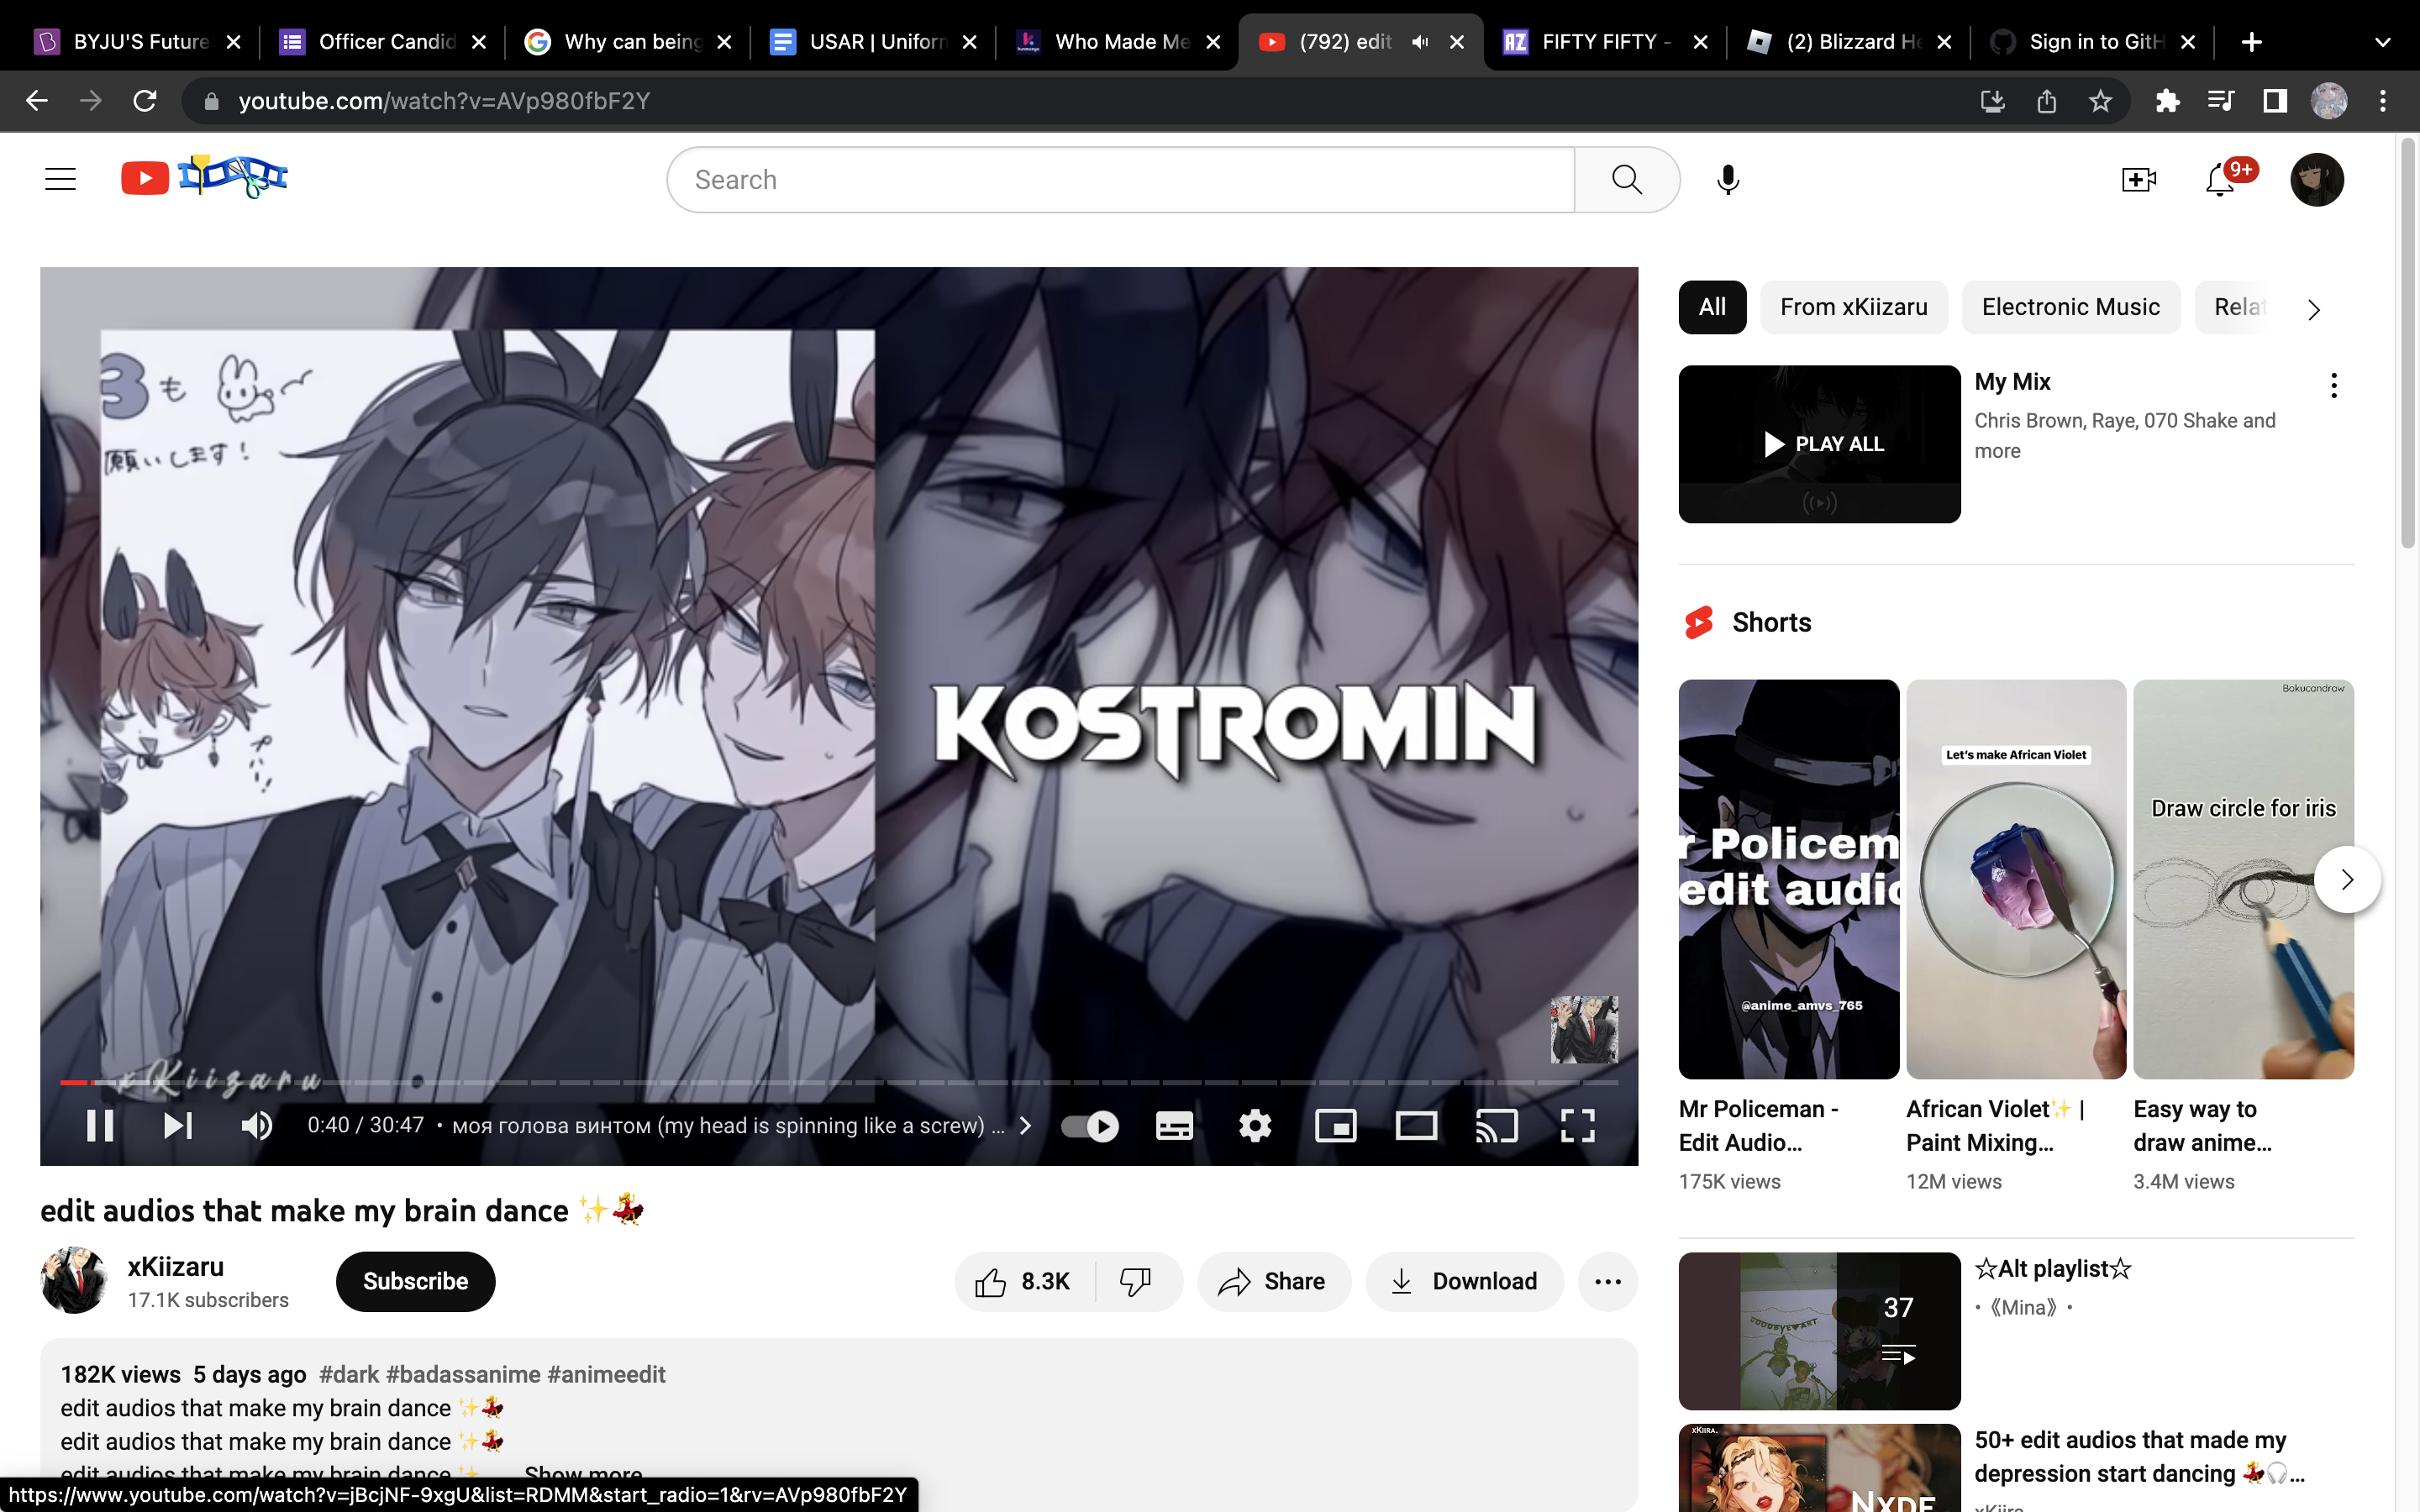 BYJU'S Future
Officer Candid
Why can being
USAR | Uniforn
Who Made Me
(792) edit
FIFTY FIFTY -
(2) Blizzard He
Sign in to GitH
youtube.com/watch?v=AVp980fbF2Y
Search
9+
3も
願いします!
KOSTROMIN
xKiizaru
0:40 / 30:47 • моя голова винтом (my head is spinning like a screw) ...
edit audios that make my brain dance ✨💃
xKiizaru
17.1K subscribers
Subscribe
8.3K
Share
Download
182K views 5 days ago #dark #badassanime #animeedit
edit audios that make my brain dance ✨💃
edit audios that make my brain dance ✨💃
edit audios that make my brain dance ✨ Show more
https://www.youtube.com/watch?v=jBcjNF-9xgU&list=RDMM&start_radio=1&rv=AVp980fbF2Y
All
From xKiizaru
Electronic Music
Relat
PLAY ALL
My Mix
Chris Brown, Raye, 070 Shake and
more
Shorts
r Policem
edit audio
@anime_amvs_765
Mr Policeman -
Edit Audio...
175K views
Let's make African Violet
African Violet✨ |
Paint Mixing...
12M views
Bokucandraw
Draw circle for iris
Easy way to
draw anime...
3.4M views
GOODBYE♥ART
37
☆Alt playlist☆
•《Mina》•
xKiira.
NXDE
50+ edit audios that made my
depression start dancing 💃🎧...
xKiira